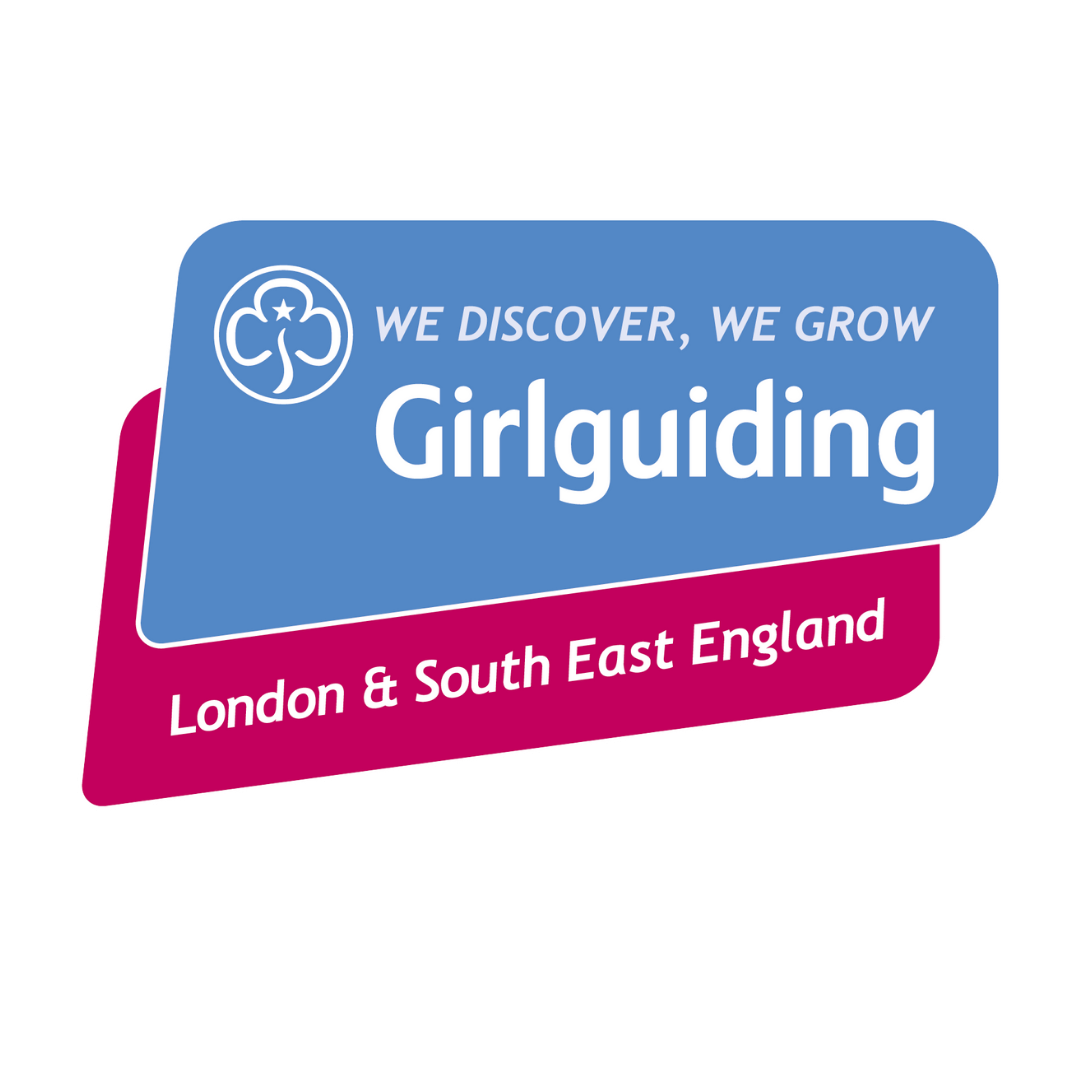 WE DISCOVER, WE GROW
Girlguiding
London & South East England